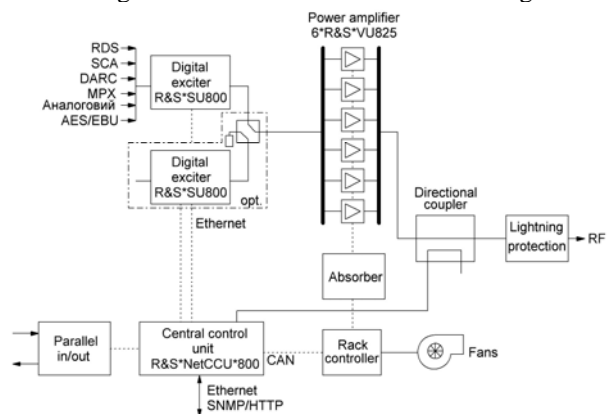 Power amplifier
6*R&S*VU825
RDS
SCA
DARC
MPX
Аналоговий
AES/EBU
Digital
exciter
R&S*SU800
Digital
exciter
R&S*SU800
opt.
Ethernet
Directional
coupler
Lightning
protection
RF
Absorber
Parallel
in/out
Central control
unit
R&S*NetCCU*800
CAN
Rack
controller
Fans
Ethernet
SNMP/HTTP